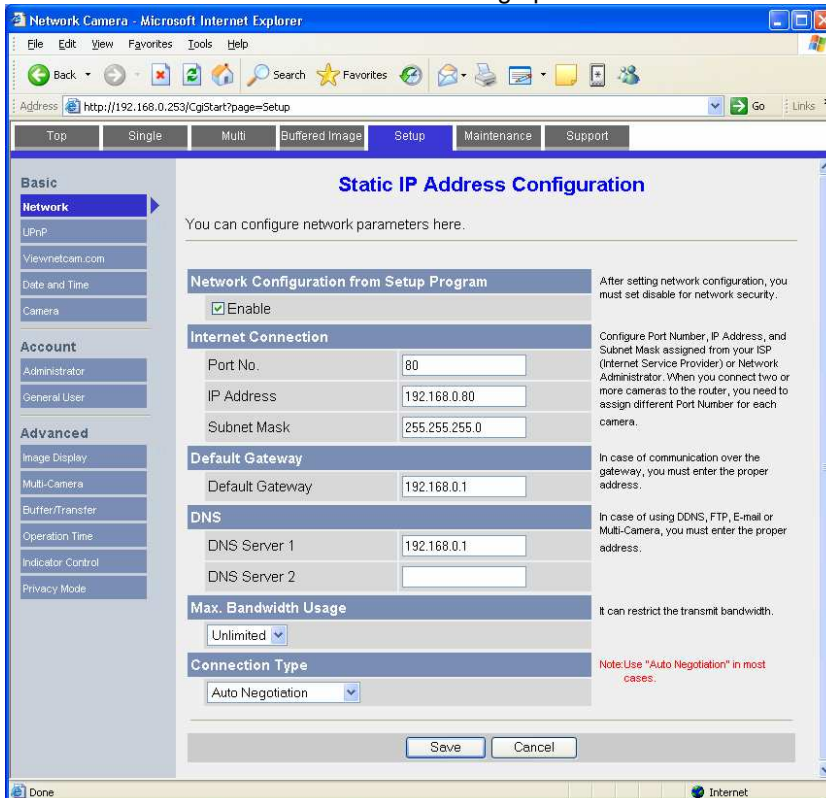 Network Camera - Microsoft Internet Explorer
File Edit View Favorites Tools Help
Back Search Favorites
Address http://192.168.0.253/CgiStart?page=Setup Go Links
Top Single Multi Buffered Image Setup Maintenance Support
Basic
Network
UPnP
Viewnetcam.com
Date and Time
Camera
Account
Administrator
General User
Advanced
Image Display
Multi-Camera
Buffer/Transfer
Operation Time
Indicator Control
Privacy Mode
Static IP Address Configuration
You can configure network parameters here.
Network Configuration from Setup Program
Enable
After setting network configuration, you
must set disable for network security.
Internet Connection
Port No. 80
IP Address 192.168.0.80
Subnet Mask 255.255.255.0
Configure Port Number, IP Address, and
Subnet Mask assigned from your ISP
(Internet Service Provider) or Network
Administrator. When you connect two or
more cameras to the router, you need to
assign different Port Number for each
camera.
Default Gateway
Default Gateway 192.168.0.1
In case of communication over the
gateway, you must enter the proper
address.
DNS
DNS Server 1 192.168.0.1
DNS Server 2
In case of using DDNS, FTP, E-mail or
Multi-Camera, you must enter the proper
address.
Max. Bandwidth Usage
Unlimited
It can restrict the transmit bandwidth.
Connection Type
Auto Negotiation
Note:Use "Auto Negotiation" in most
cases.
Save Cancel
Done Internet